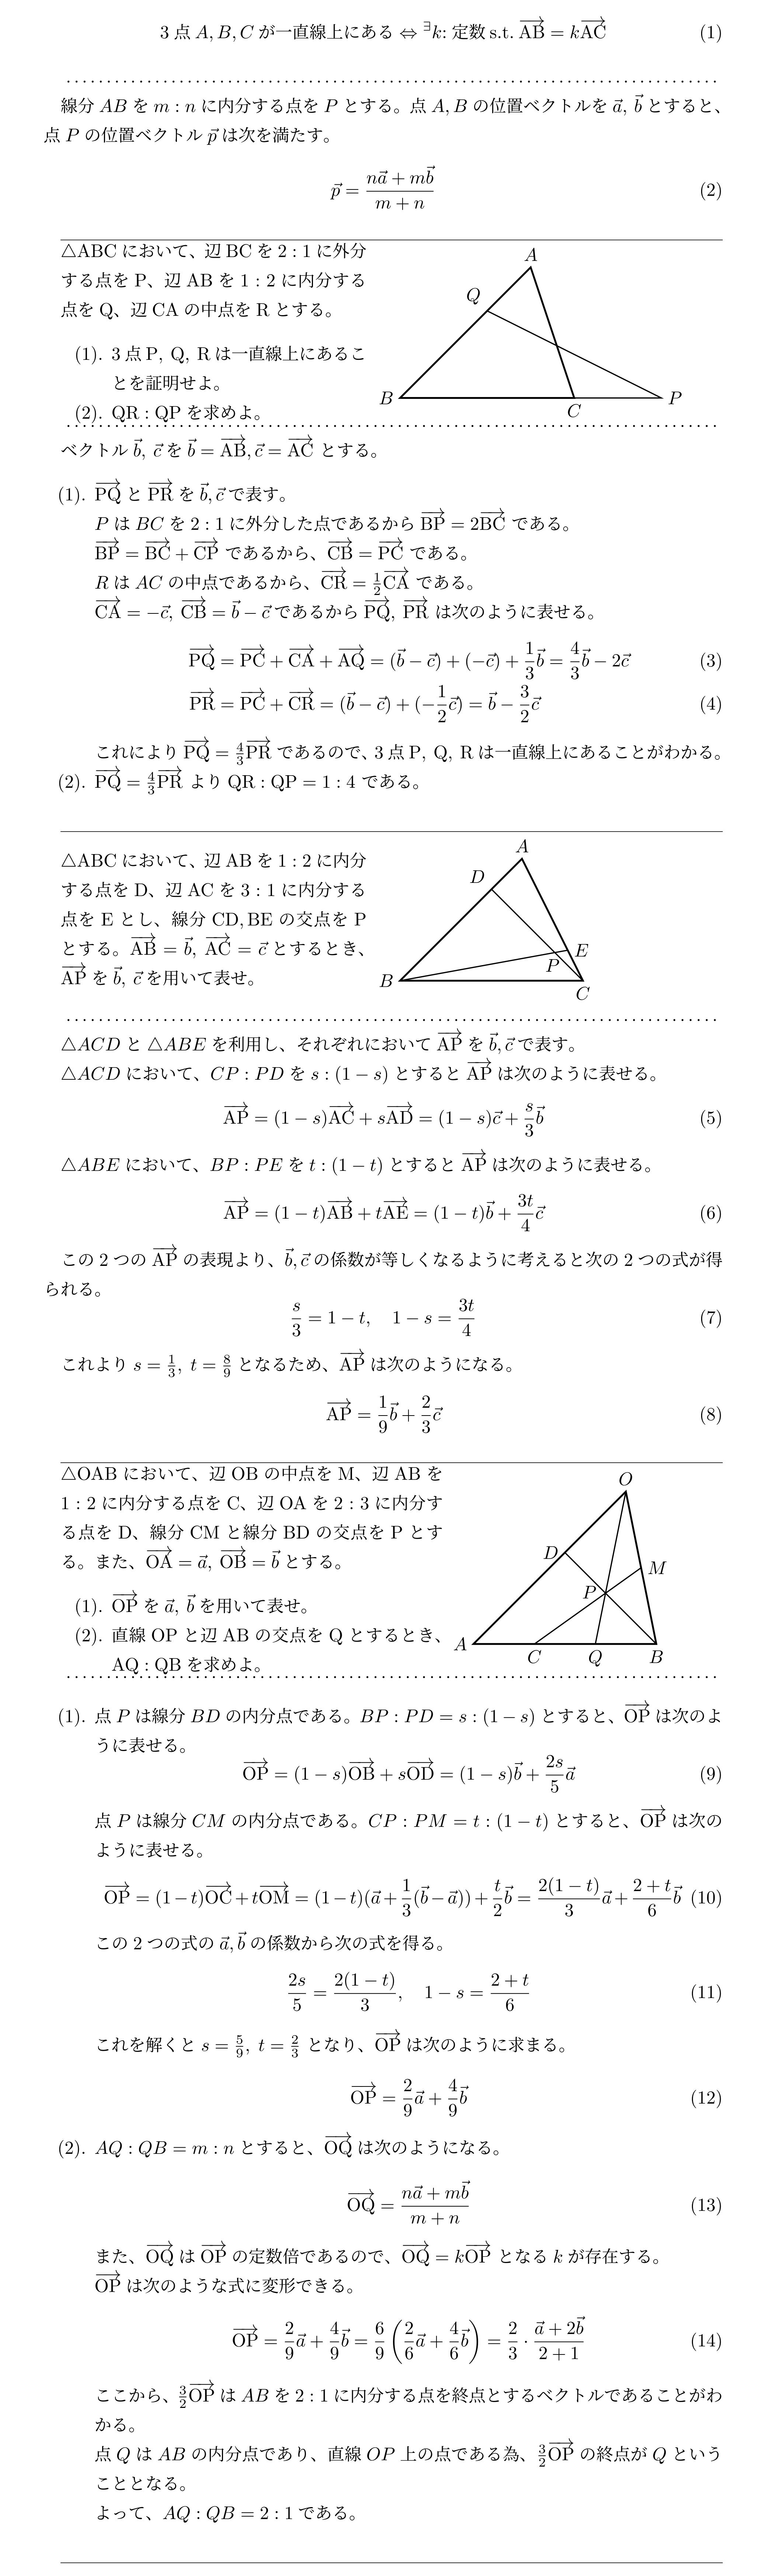 3 点 A, B, C が一直線上にある ⇔ ∃k: 定数 s.t. \overrightarrow{AB} = k\overrightarrow{AC} (1)
線分 AB を m : n に内分する点を P とする。点 A, B の位置ベクトルを \vec{a}, \vec{b} とすると、
点 P の位置ベクトル \vec{p} は次を満たす。
\vec{p} = \frac{n\vec{a} + m\vec{b}}{m + n} (2)
△ABC において、辺 BC を 2 : 1 に外分
する点を P、辺 AB を 1 : 2 に内分する
点を Q、辺 CA の中点を R とする。
(1). 3 点 P, Q, R は一直線上にあるこ
とを証明せよ。
(2). QR : QP を求めよ。
A
Q
B
C
P
ベクトル \vec{b}, \vec{c} を \vec{b} = \overrightarrow{AB}, \vec{c} = \overrightarrow{AC} とする。
(1). \overrightarrow{PQ} と \overrightarrow{PR} を \vec{b}, \vec{c} で表す。
P は BC を 2 : 1 に外分した点であるから \overrightarrow{BP} = 2\overrightarrow{BC} である。
\overrightarrow{BP} = \overrightarrow{BC} + \overrightarrow{CP} であるから、\overrightarrow{CB} = \overrightarrow{PC} である。
R は AC の中点であるから、\overrightarrow{CR} = \frac{1}{2}\overrightarrow{CA} である。
\overrightarrow{CA} = −\vec{c}, \overrightarrow{CB} = \vec{b} − \vec{c} であるから \overrightarrow{PQ}, \overrightarrow{PR} は次のように表せる。
\overrightarrow{PQ} = \overrightarrow{PC} + \overrightarrow{CA} + \overrightarrow{AQ} = (\vec{b} − \vec{c}) + (−\vec{c}) + \frac{1}{3}\vec{b} = \frac{4}{3}\vec{b} − 2\vec{c} (3)
\overrightarrow{PR} = \overrightarrow{PC} + \overrightarrow{CR} = (\vec{b} − \vec{c}) + (−\frac{1}{2}\vec{c}) = \vec{b} − \frac{3}{2}\vec{c} (4)
これにより \overrightarrow{PQ} = \frac{4}{3}\overrightarrow{PR} であるので、3 点 P, Q, R は一直線上にあることがわかる。
(2). \overrightarrow{PQ} = \frac{4}{3}\overrightarrow{PR} より QR : QP = 1 : 4 である。
△ABC において、辺 AB を 1 : 2 に内分
する点を D、辺 AC を 3 : 1 に内分する
点を E とし、線分 CD, BE の交点を P
とする。\overrightarrow{AB} = \vec{b}, \overrightarrow{AC} = \vec{c} とするとき、
\overrightarrow{AP} を \vec{b}, \vec{c} を用いて表せ。
A
D
E
P
B
C
△ACD と △ABE を利用し、それぞれにおいて \overrightarrow{AP} を \vec{b}, \vec{c} で表す。
△ACD において、CP : PD を s : (1 − s) とすると \overrightarrow{AP} は次のように表せる。
\overrightarrow{AP} = (1 − s)\overrightarrow{AC} + s\overrightarrow{AD} = (1 − s)\vec{c} + \frac{s}{3}\vec{b} (5)
△ABE において、BP : PE を t : (1 − t) とすると \overrightarrow{AP} は次のように表せる。
\overrightarrow{AP} = (1 − t)\overrightarrow{AB} + t\overrightarrow{AE} = (1 − t)\vec{b} + \frac{3t}{4}\vec{c} (6)
この 2 つの \overrightarrow{AP} の表現より、\vec{b}, \vec{c} の係数が等しくなるように考えると次の 2 つの式が得
られる。
\frac{s}{3} = 1 − t, 1 − s = \frac{3t}{4} (7)
これより s = \frac{1}{3}, t = \frac{8}{9} となるため、\overrightarrow{AP} は次のようになる。
\overrightarrow{AP} = \frac{1}{9}\vec{b} + \frac{2}{3}\vec{c} (8)
△OAB において、辺 OB の中点を M、辺 AB を
1 : 2 に内分する点を C、辺 OA を 2 : 3 に内分す
る点を D、線分 CM と線分 BD の交点を P とす
る。また、\overrightarrow{OA} = \vec{a}, \overrightarrow{OB} = \vec{b} とする。
(1). \overrightarrow{OP} を \vec{a}, \vec{b} を用いて表せ。
(2). 直線 OP と辺 AB の交点を Q とするとき、
AQ : QB を求めよ。
O
D
M
P
A
C
Q
B
(1). 点 P は線分 BD の内分点である。BP : PD = s : (1 − s) とすると、\overrightarrow{OP} は次のよ
うに表せる。
\overrightarrow{OP} = (1 − s)\overrightarrow{OB} + s\overrightarrow{OD} = (1 − s)\vec{b} + \frac{2s}{5}\vec{a} (9)
点 P は線分 CM の内分点である。CP : PM = t : (1 − t) とすると、\overrightarrow{OP} は次の
ように表せる。
\overrightarrow{OP} = (1−t)\overrightarrow{OC} + t\overrightarrow{OM} = (1−t)(\vec{a} + \frac{1}{3}(\vec{b}−\vec{a})) + \frac{t}{2}\vec{b} = \frac{2(1 − t)}{3}\vec{a} + \frac{2 + t}{6}\vec{b} (10)
この 2 つの式の \vec{a}, \vec{b} の係数から次の式を得る。
\frac{2s}{5} = \frac{2(1 − t)}{3}, 1 − s = \frac{2 + t}{6} (11)
これを解くと s = \frac{5}{9}, t = \frac{2}{3} となり、\overrightarrow{OP} は次のように求まる。
\overrightarrow{OP} = \frac{2}{9}\vec{a} + \frac{4}{9}\vec{b} (12)
(2). AQ : QB = m : n とすると、\overrightarrow{OQ} は次のようになる。
\overrightarrow{OQ} = \frac{n\vec{a} + m\vec{b}}{m + n} (13)
また、\overrightarrow{OQ} は \overrightarrow{OP} の定数倍であるので、\overrightarrow{OQ} = k\overrightarrow{OP} となる k が存在する。
\overrightarrow{OP} は次のような式に変形できる。
\overrightarrow{OP} = \frac{2}{9}\vec{a} + \frac{4}{9}\vec{b} = \frac{6}{9}\left(\frac{2}{6}\vec{a} + \frac{4}{6}\vec{b}\right) = \frac{2}{3} · \frac{\vec{a} + 2\vec{b}}{2 + 1} (14)
ここから、\frac{3}{2}\overrightarrow{OP} は AB を 2 : 1 に内分する点を終点とするベクトルであることがわ
かる。
点 Q は AB の内分点であり、直線 OP 上の点である為、\frac{3}{2}\overrightarrow{OP} の終点が Q という
こととなる。
よって、AQ : QB = 2 : 1 である。